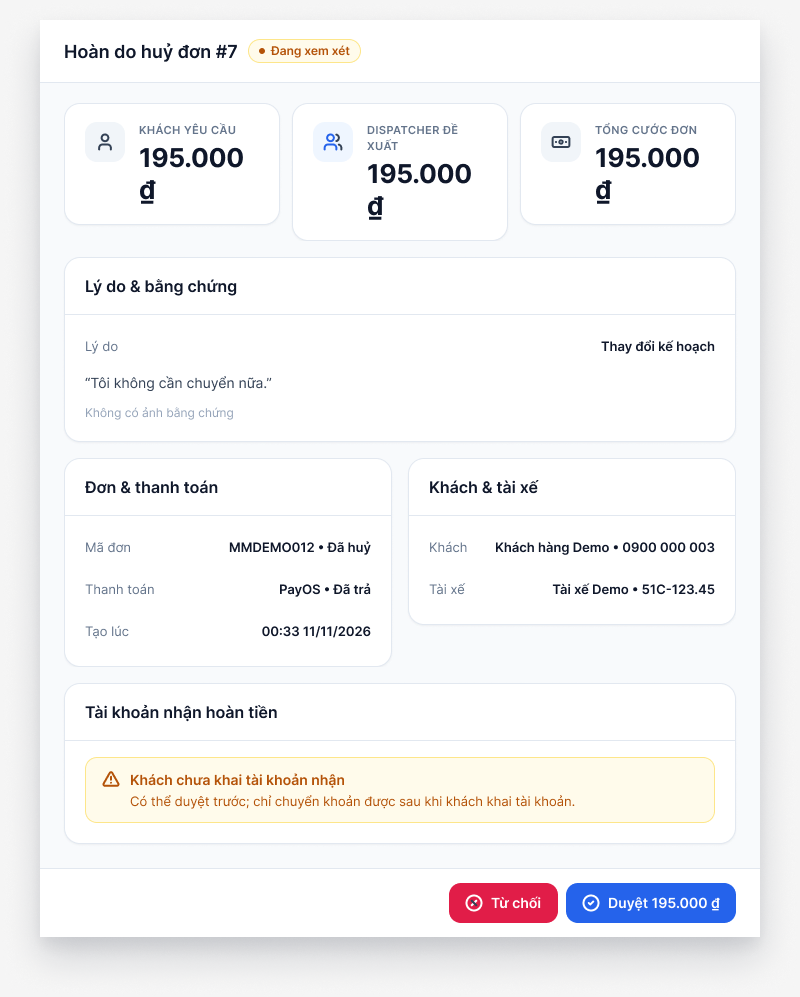 Hoàn do huỷ đơn #7
Đang xem xét
KHÁCH YÊU CẦU
195.000
₫
DISPATCHER ĐỀ
XUẤT
195.000
₫
TỔNG CƯỚC ĐƠN
195.000
₫
Lý do & bằng chứng
Lý do
Thay đổi kế hoạch
“Tôi không cần chuyển nữa.”
Không có ảnh bằng chứng
Đơn & thanh toán
Mã đơn
MMDEMO012 • Đã huỷ
Thanh toán
PayOS • Đã trả
Tạo lúc
00:33 11/11/2026
Khách & tài xế
Khách
Khách hàng Demo • 0900 000 003
Tài xế
Tài xế Demo • 51C-123.45
Tài khoản nhận hoàn tiền
Khách chưa khai tài khoản nhận
Có thể duyệt trước; chỉ chuyển khoản được sau khi khách khai tài khoản.
Từ chối
Duyệt 195.000 ₫